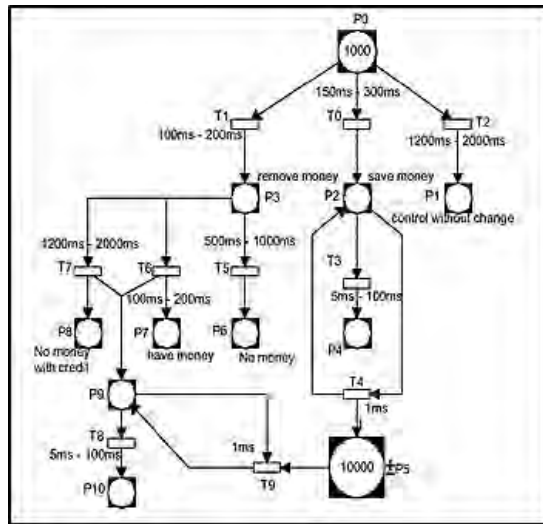 P0
1000
150ms - 300ms
T1
T0
T2
100ms - 200ms
1200ms - 2000ms
remove money
save money
P3
P2
P1
control without change
1200ms - 2000ms
500ms - 1000ms
T7
T6
T5
T3
100ms - 200ms
5ms - 100ms
P8
P7
P6
P4
No money
with credit
have money
No money
T4
P9
1ms
T8
1ms
5ms - 100ms
10000
P5
T9
P10